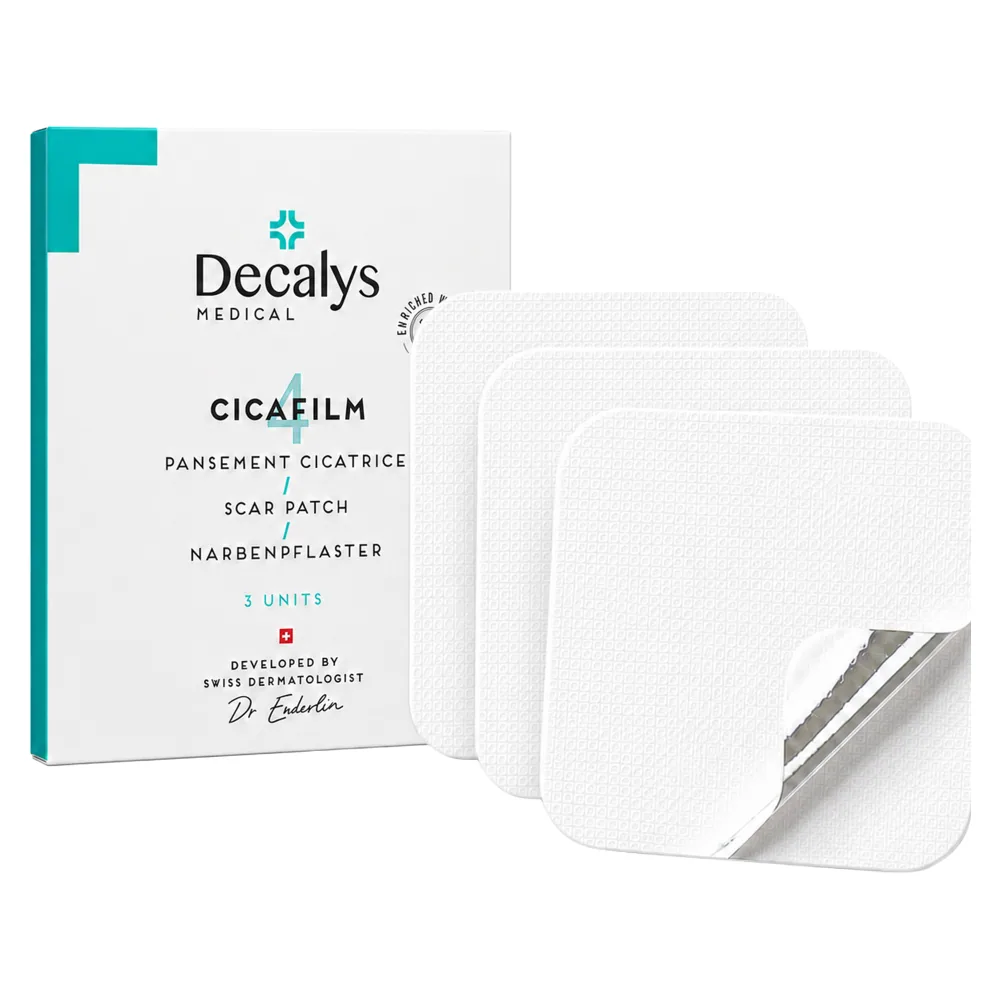 Decalys
MEDICAL
ENRICHED
4
CICAFILM
PANSEMENT CICATRICE
/
SCAR PATCH
/
NARBENPFLASTER
3 UNITS
DEVELOPED BY
SWISS DERMATOLOGIST
Dr Enderlin